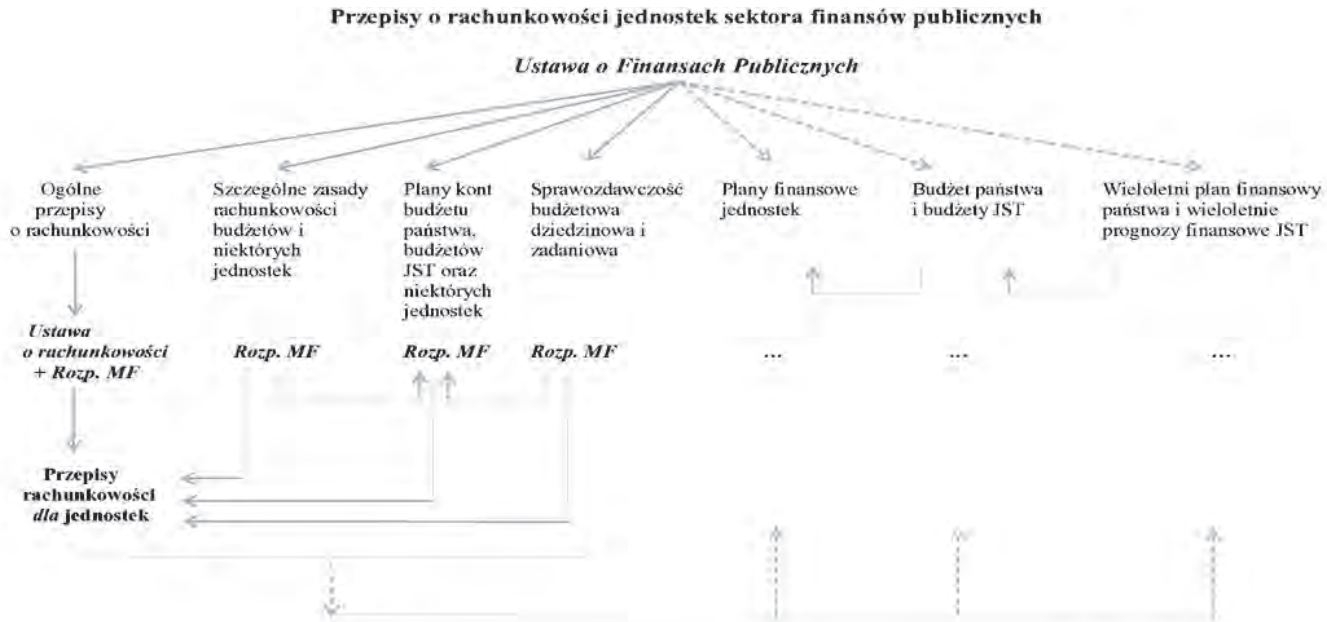 Przepisy o rachunkowości jednostek sektora finansów publicznych
Ustawa o Finansach Publicznych
Ogólne
przepisy
o rachunkowości
Szczególne zasady
rachunkowości
budżetów i
niektórych
jednostek
Plany kont
budżetu
państwa,
budżetów
JST oraz
niektórych
jednostek
Sprawozdawczość
budżetowa
dziedzinowa i
zadaniowa
Plany finansowe
jednostek
Budżet państwa
i budżety JST
Wieloletni plan finansowy
państwa i wieloletnie
prognozy finansowe JST
Ustawa
o rachunkowości
+ Rozp. MF
Rozp. MF
Rozp. MF
Rozp. MF
...
...
...
Przepisy
rachunkowości
dla jednostek